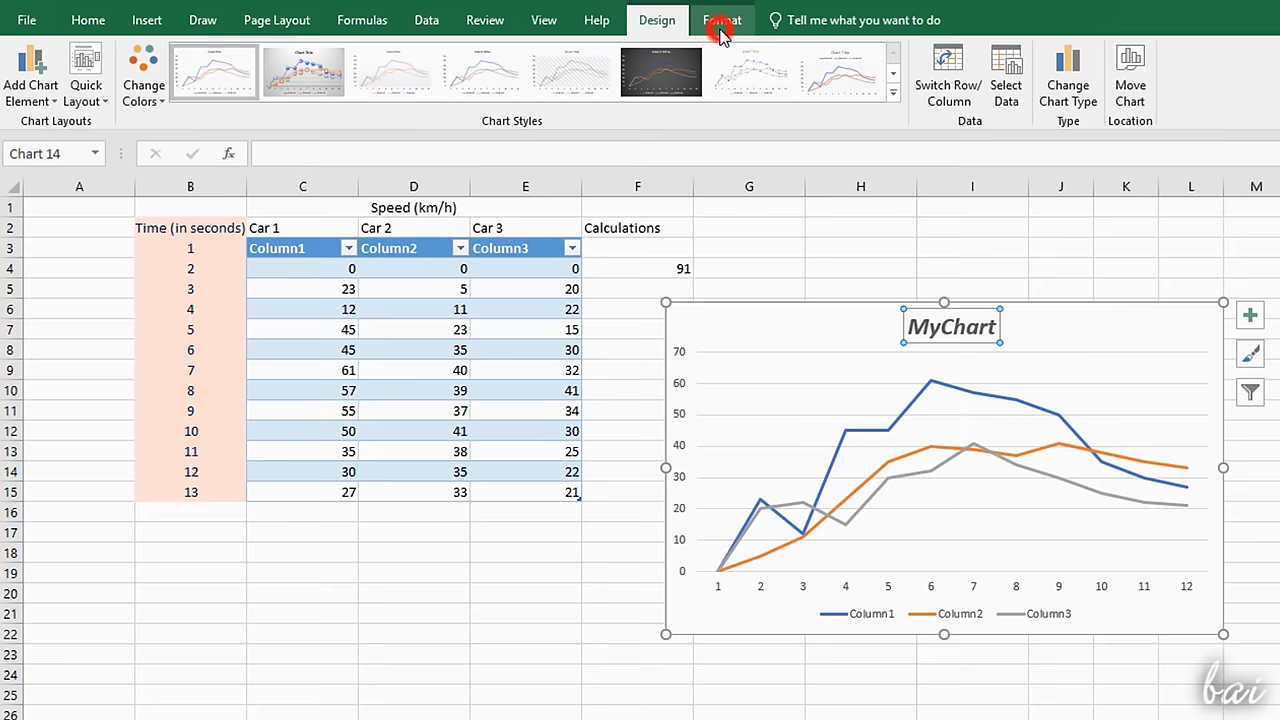 File Home Insert Draw Page Layout Formulas Data Review View Help Design Format Tell me what you want to do
Add Chart Element Quick Layout Change Colors Switch Row/ Column Select Data Change Chart Type Move Chart
Chart Layouts Chart Styles Data Type Location
Chart 14 fx
A B C D E F G H I J K L M
1 Speed (km/h)
2 Time (in seconds) Car 1 Car 2 Car 3 Calculations
3 1 Column1 Column2 Column3
4 2 0 0 0 91
5 3 23 5 20
6 4 12 11 22
7 5 45 23 15
8 6 45 35 30
9 7 61 40 32
10 8 57 39 41
11 9 55 37 34
12 10 50 41 30
13 11 35 38 25
14 12 30 35 22
15 13 27 33 21
16
17
18
19
20
21
22
23
24
25
26
MyChart
70
60
50
40
30
20
10
0
1 2 3 4 5 6 7 8 9 10 11 12
Column1 Column2 Column3
bai